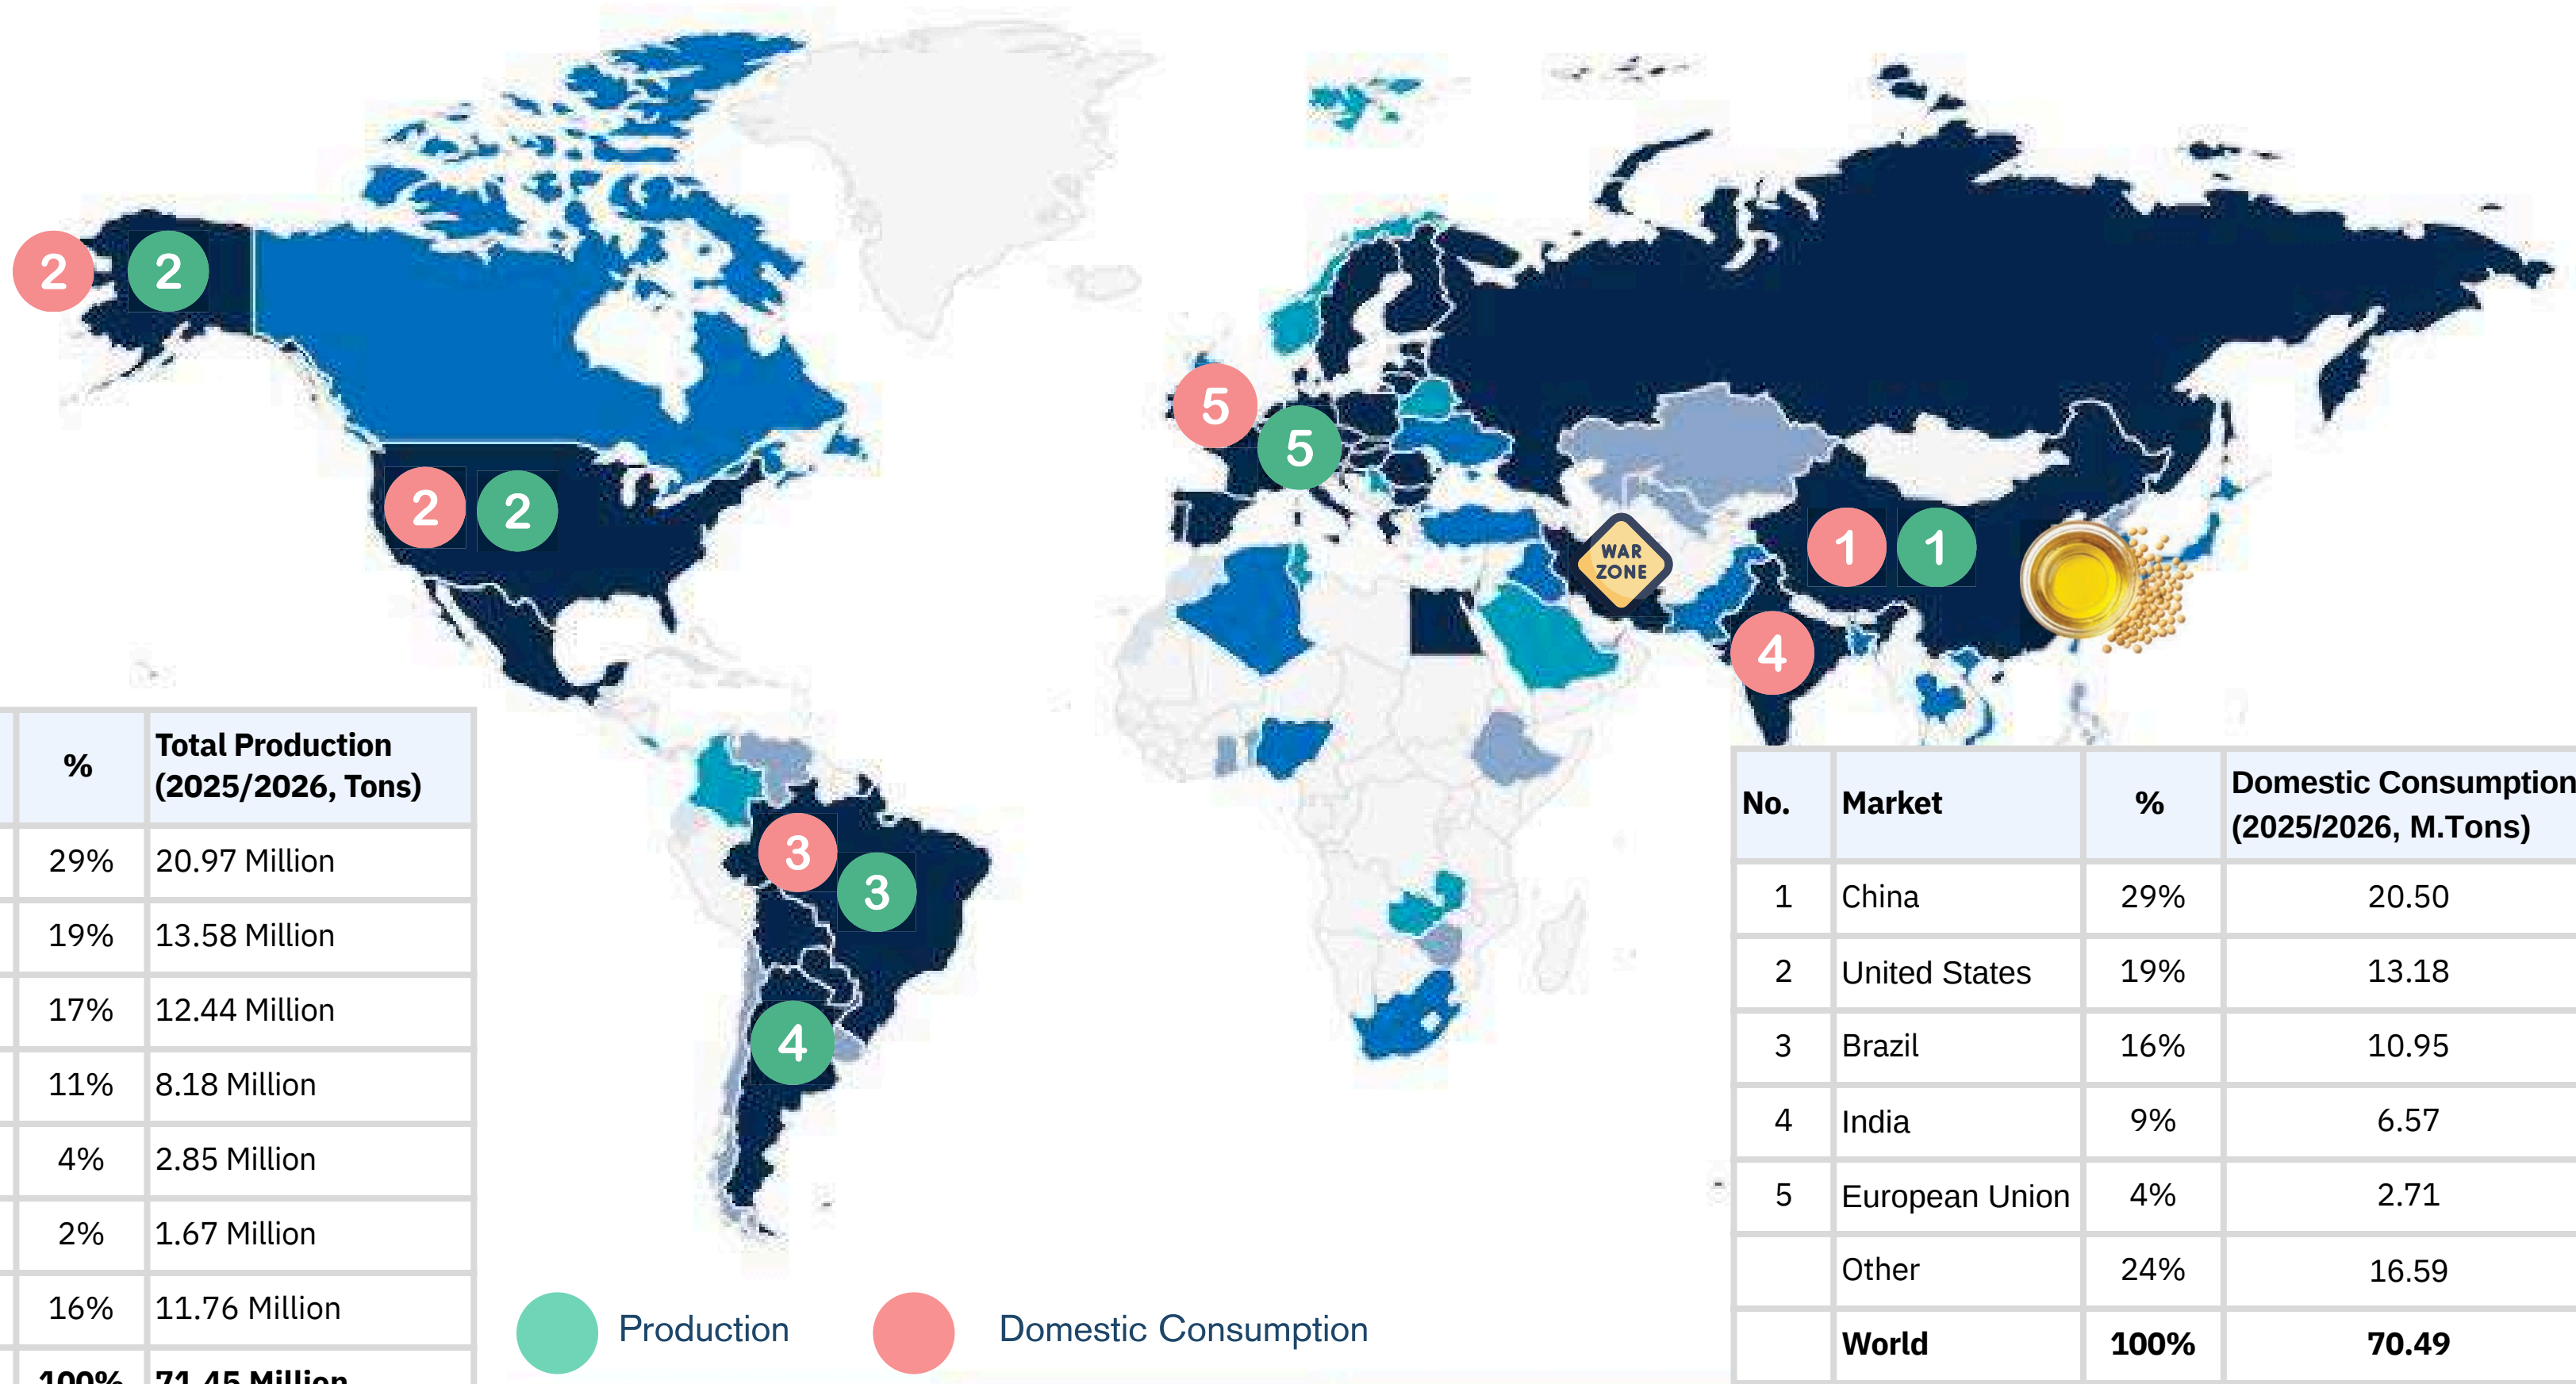 2
2
5
5
2
2
WAR
ZONE
1
1
4
3
3
4
% Total Production
(2025/2026, Tons)
29% 20.97 Million
19% 13.58 Million
17% 12.44 Million
11% 8.18 Million
4% 2.85 Million
2% 1.67 Million
16% 11.76 Million
100% 71.45 Million
No. Market % Domestic Consumption
(2025/2026, M.Tons)
1 China 29% 20.50
2 United States 19% 13.18
3 Brazil 16% 10.95
4 India 9% 6.57
5 European Union 4% 2.71
Other 24% 16.59
World 100% 70.49
Production
Domestic Consumption